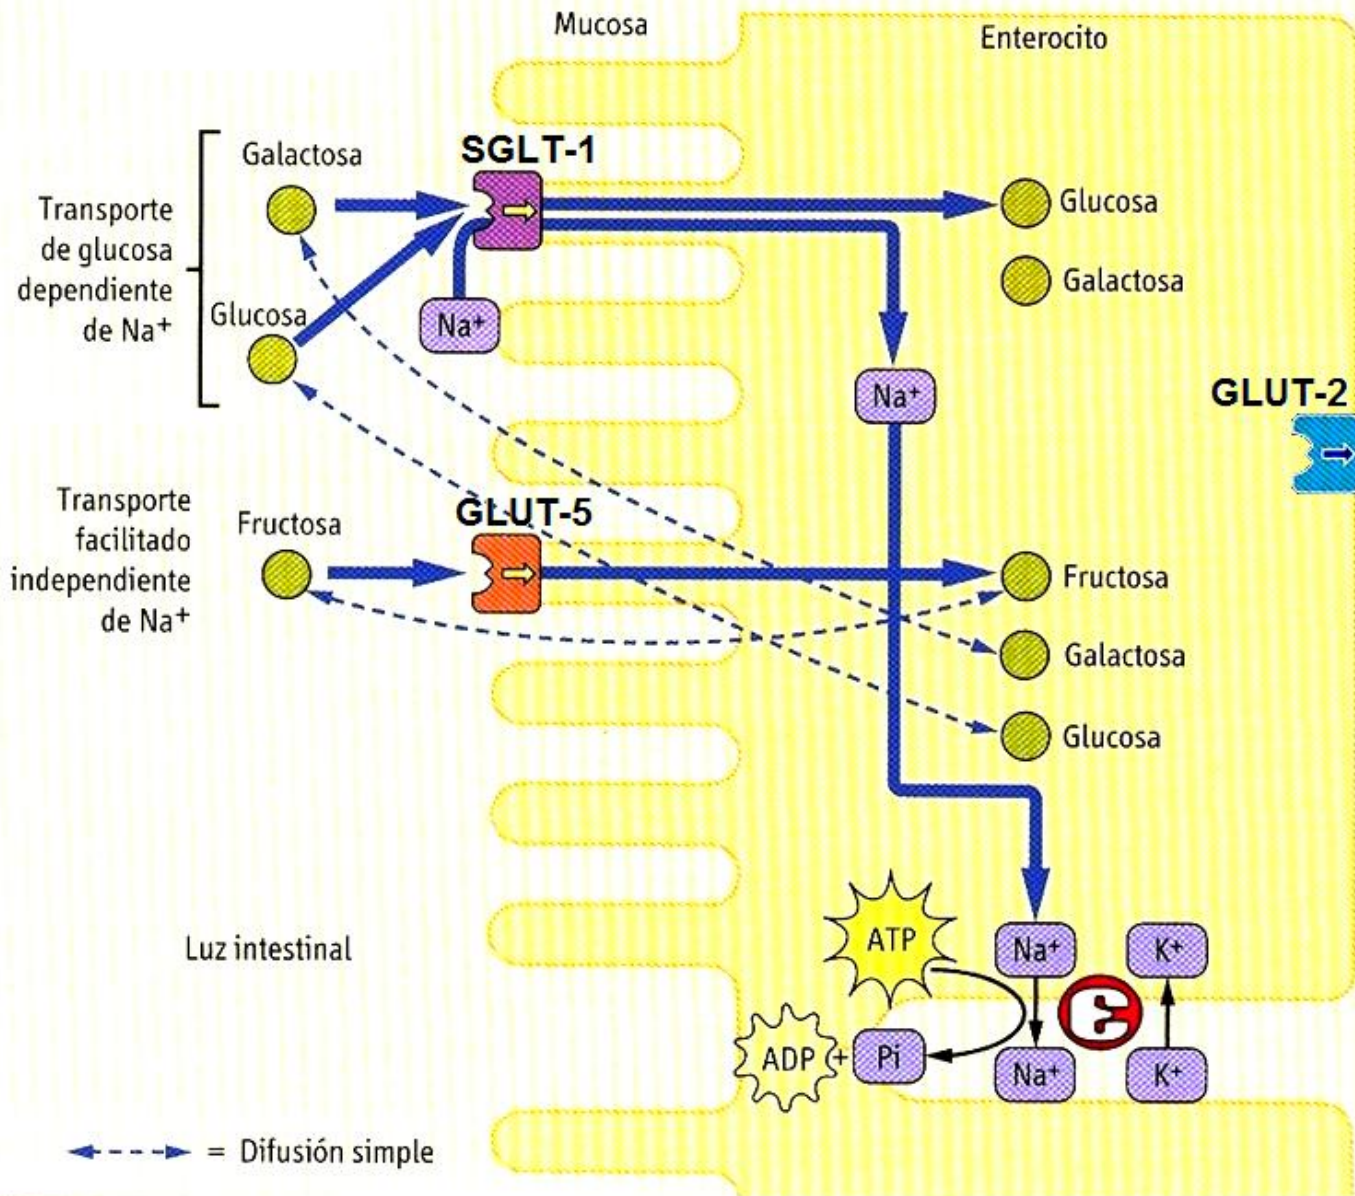 Mucosa
Enterocito
Galactosa
SGLT-1
Transporte
de glucosa
dependiente
de Na+
Glucosa
Na+
Glucosa
Galactosa
Na+
GLUT-2
Transporte
facilitado
independiente
de Na+
Fructosa
GLUT-5
Fructosa
Galactosa
Glucosa
Luz intestinal
ATP
Na+
K+
ADP
+
Pi
Na+
K+
= Difusión simple